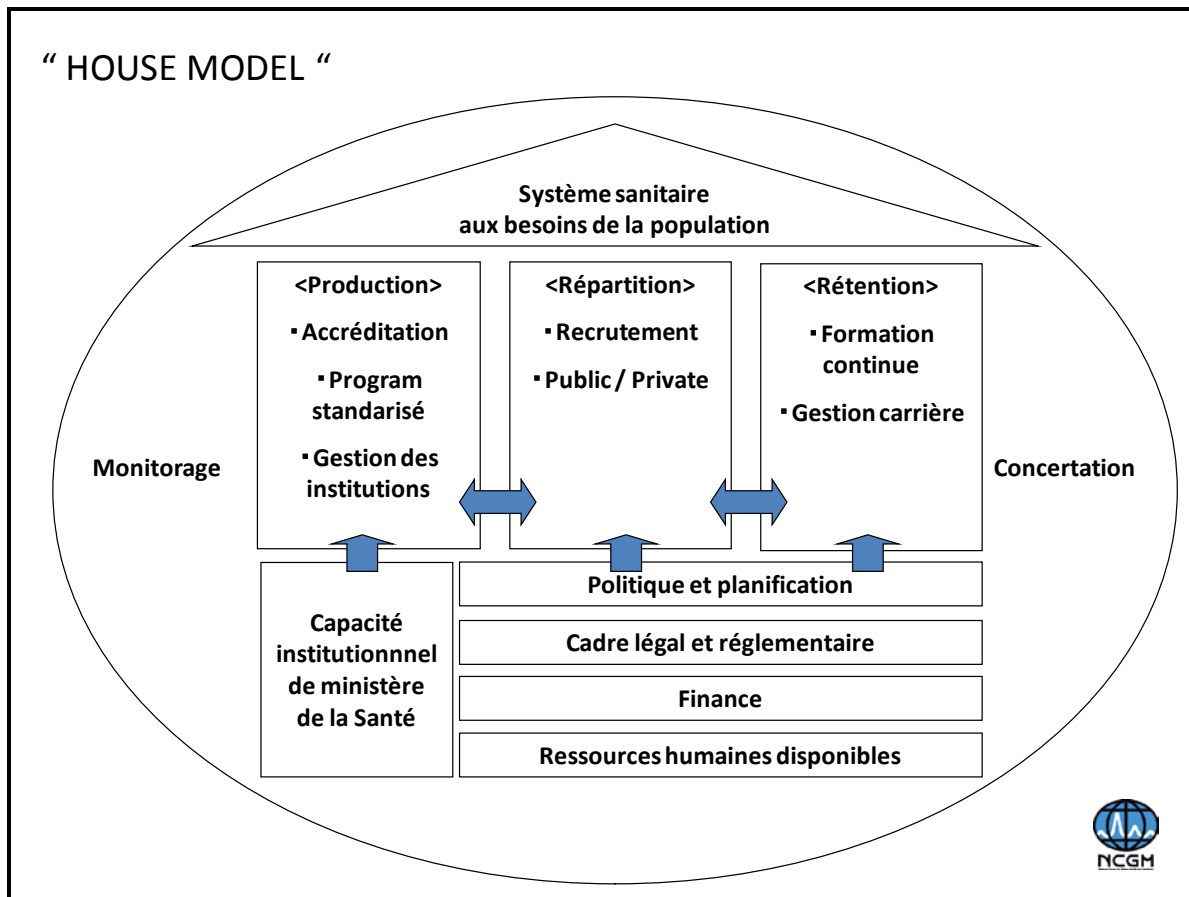 “ HOUSE MODEL “
Système sanitaire
aux besoins de la population
<Production>
▪ Accréditation
▪ Program
standarisé
▪ Gestion des
institutions
<Répartition>
▪ Recrutement
▪ Public / Private
<Rétention>
▪ Formation
continue
▪ Gestion carrière
Monitorage
Concertation
Capacité
institutionnnel
de ministère
de la Santé
Politique et planification
Cadre légal et réglementaire
Finance
Ressources humaines disponibles
NCGM